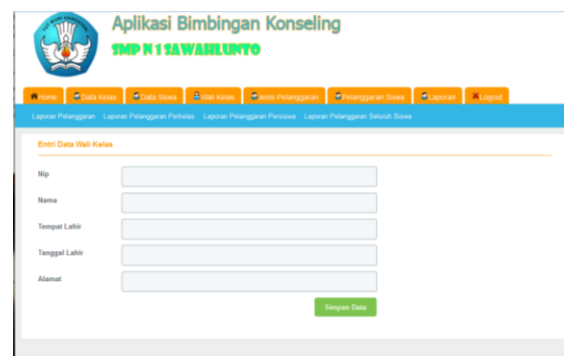 Aplikasi Bimbingan Konseling
SMP N 1 SAWAHLUNTO
Home Data Kelas Data Siswa Wali Kelas Jenis Pelanggaran Pelanggaran Siswa Laporan Logout
Laporan Pelanggaran Laporan Pelanggaran Perkelas Laporan Pelanggaran Persiswa Laporan Pelanggaran Seluruh Siswa
Entri Data Wali Kelas
Nip
Nama
Tempat Lahir
Tanggal Lahir
Alamat
Simpan Data